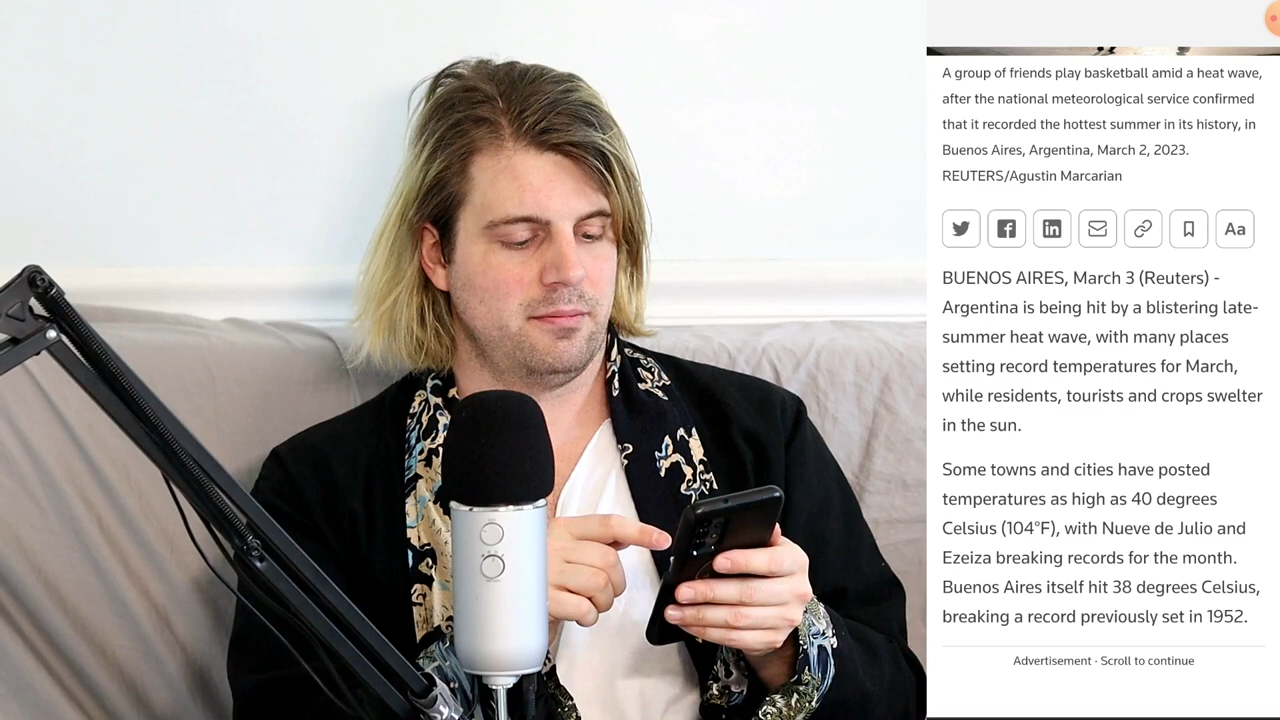 A group of friends play basketball amid a heat wave,
after the national meteorological service confirmed
that it recorded the hottest summer in its history, in
Buenos Aires, Argentina, March 2, 2023.
REUTERS/Agustin Marcarian
Aa
BUENOS AIRES, March 3 (Reuters) -
Argentina is being hit by a blistering late-
summer heat wave, with many places
setting record temperatures for March,
while residents, tourists and crops swelter
in the sun.
Some towns and cities have posted
temperatures as high as 40 degrees
Celsius (104°F), with Nueve de Julio and
Ezeiza breaking records for the month.
Buenos Aires itself hit 38 degrees Celsius,
breaking a record previously set in 1952.
Advertisement · Scroll to continue